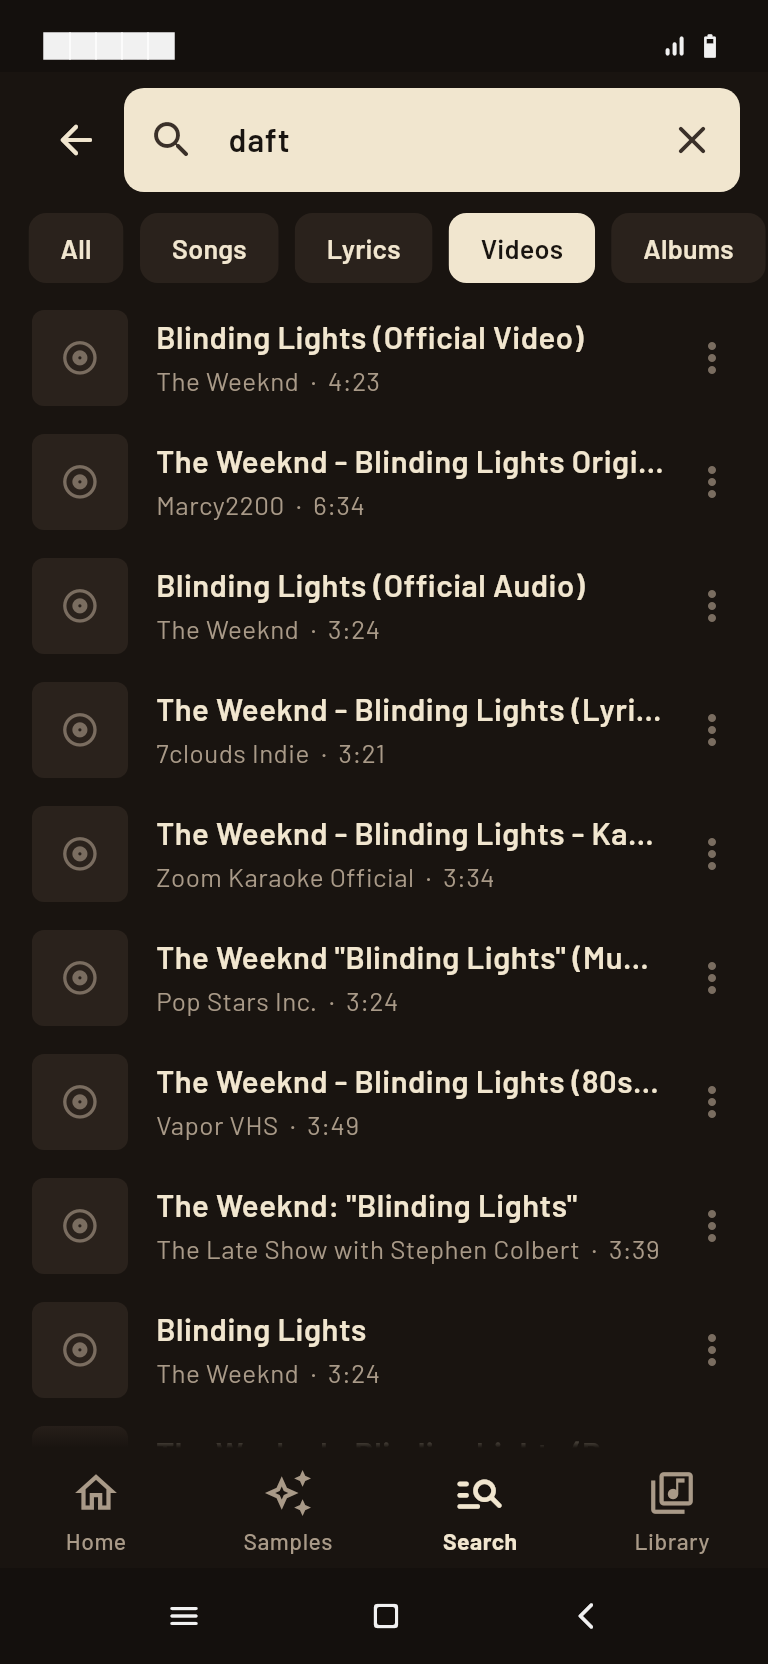 daft
All Songs Lyrics Videos Albums
Blinding Lights (Official Video)
The Weeknd · 4:23
The Weeknd - Blinding Lights Origi...
Marcy2200 · 6:34
Blinding Lights (Official Audio)
The Weeknd · 3:24
The Weeknd - Blinding Lights (Lyri...
7clouds Indie · 3:21
The Weeknd - Blinding Lights - Ka...
Zoom Karaoke Official · 3:34
The Weeknd "Blinding Lights" (Mu...
Pop Stars Inc. · 3:24
The Weeknd - Blinding Lights (80s...
Vapor VHS · 3:49
The Weeknd: "Blinding Lights"
The Late Show with Stephen Colbert · 3:39
Blinding Lights
The Weeknd · 3:24
Home Samples Search Library